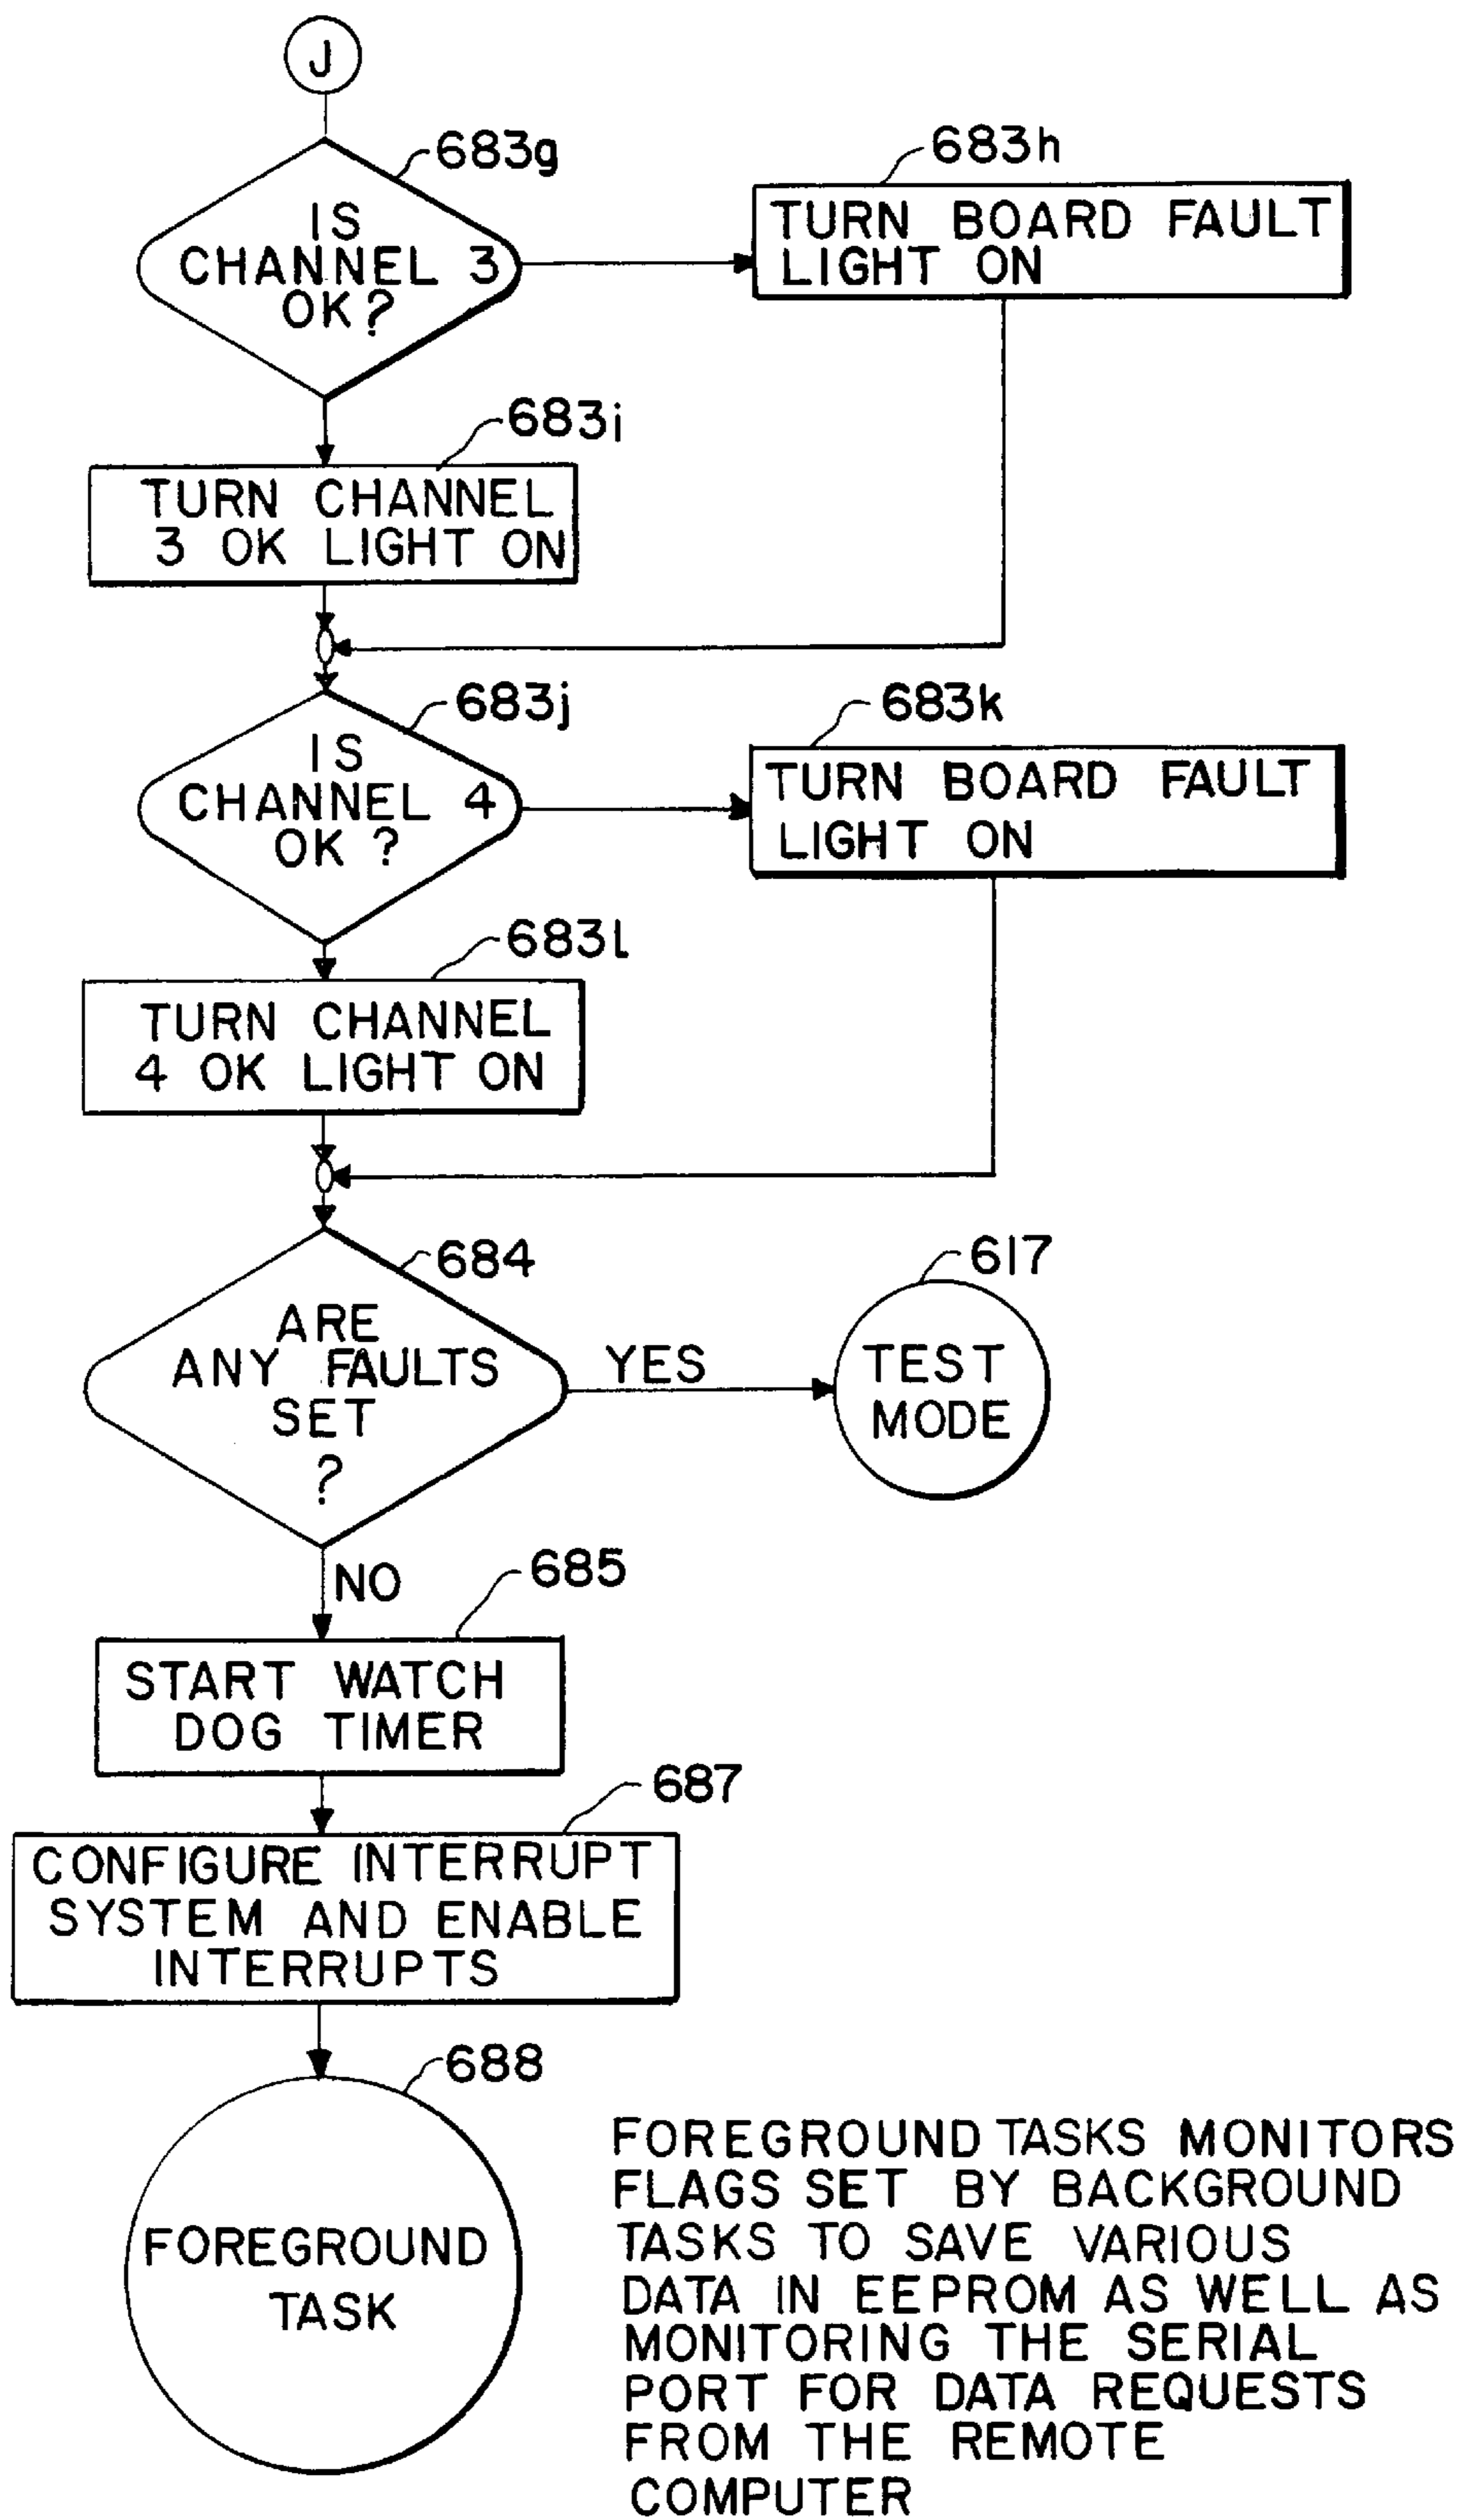 J
683g
IS
CHANNEL 3
OK?
683h
TURN BOARD FAULT
LIGHT ON
683i
TURN CHANNEL
3 OK LIGHT ON
683j
IS
CHANNEL 4
OK ?
683k
TURN BOARD FAULT
LIGHT ON
683l
TURN CHANNEL
4 OK LIGHT ON
684
ARE
ANY FAULTS
SET
?
YES
617
TEST
MODE
NO
685
START WATCH
DOG TIMER
687
CONFIGURE INTERRUPT
SYSTEM AND ENABLE
INTERRUPTS
688
FOREGROUND
TASK
FOREGROUND TASKS MONITORS
FLAGS SET BY BACKGROUND
TASKS TO SAVE VARIOUS
DATA IN EEPROM AS WELL AS
MONITORING THE SERIAL
PORT FOR DATA REQUESTS
FROM THE REMOTE
COMPUTER